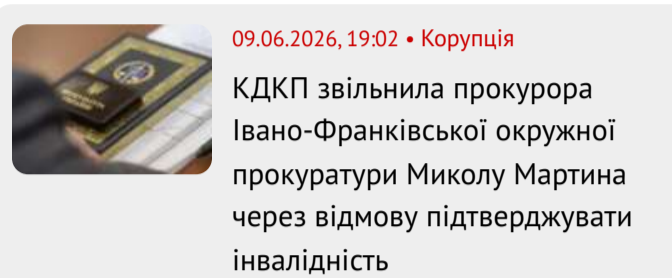 09.06.2026, 19:02 • Корупція
КДКП звільнила прокурора
Івано-Франківської окружної
прокуратури Миколу Мартина
через відмову підтверджувати
інвалідність